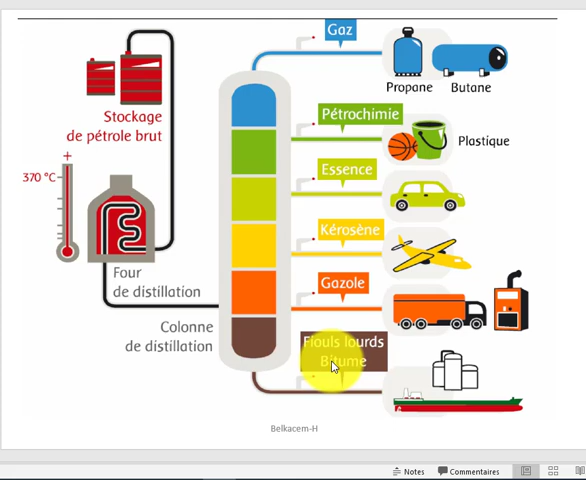 Gaz
Propane
Butane
Stockage
de pétrole brut
Pétrochimie
Plastique
+
370 °C
Essence
Kérosène
Four
de distillation
Gazole
Colonne
de distillation
Fiouls lourds
Bitume
Belkacem-H
Notes
Commentaires